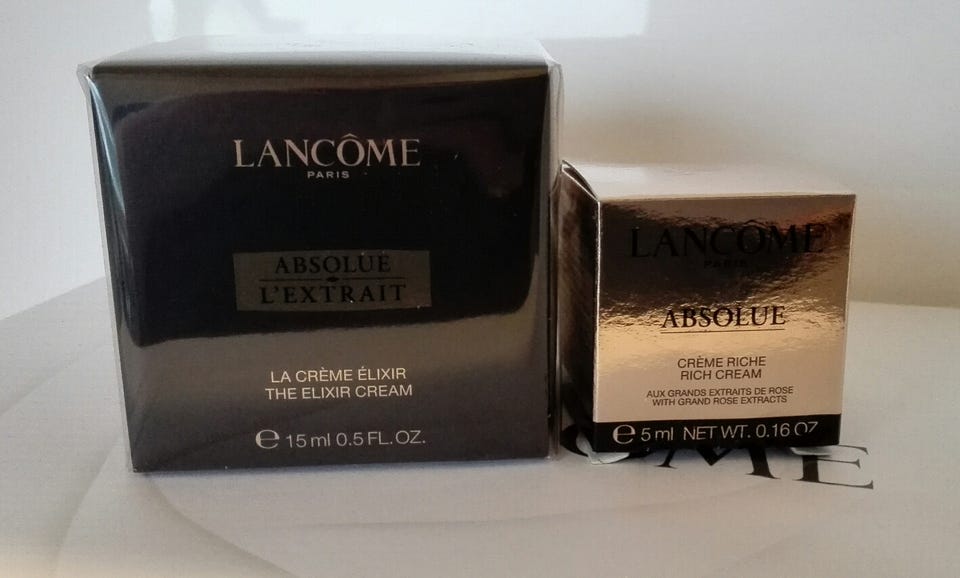 LANCÔME
PARIS
ABSOLUE
L'EXTRAIT
LA CRÈME ÉLIXIR
THE ELIXIR CREAM
℮ 15 ml 0.5 FL. OZ.
LANCÔME
PARIS
ABSOLUE
CRÈME RICHE
RICH CREAM
AUX GRANDS EXTRAITS DE ROSE
WITH GRAND ROSE EXTRACTS
℮ 5 ml NET WT. 0.16 OZ
ÔME